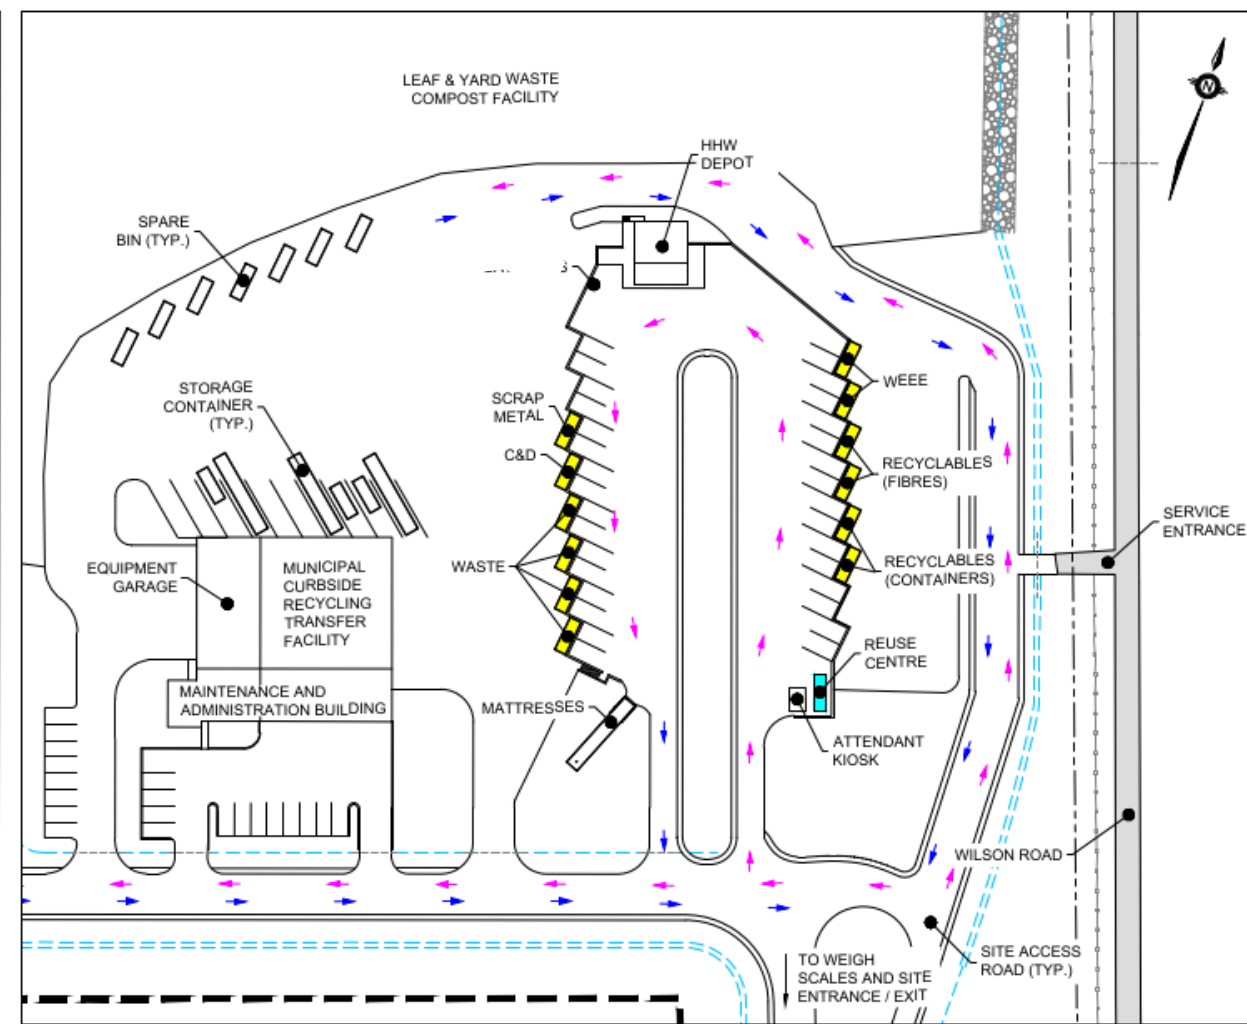 LEAF & YARD WASTE
COMPOST FACILITY
N
HHW
DEPOT
SPARE
BIN (TYP.)
STORAGE
CONTAINER
(TYP.)
SCRAP
METAL
C&D
WEEE
RECYCLABLES
(FIBRES)
SERVICE
ENTRANCE
EQUIPMENT
GARAGE
MUNICIPAL
CURBSIDE
RECYCLING
TRANSFER
FACILITY
WASTE
RECYCLABLES
(CONTAINERS)
REUSE
CENTRE
MAINTENANCE AND
ADMINISTRATION BUILDING
MATTRESSES
ATTENDANT
KIOSK
WILSON ROAD
SITE ACCESS
ROAD (TYP.)
TO WEIGH
SCALES AND SITE
ENTRANCE / EXIT